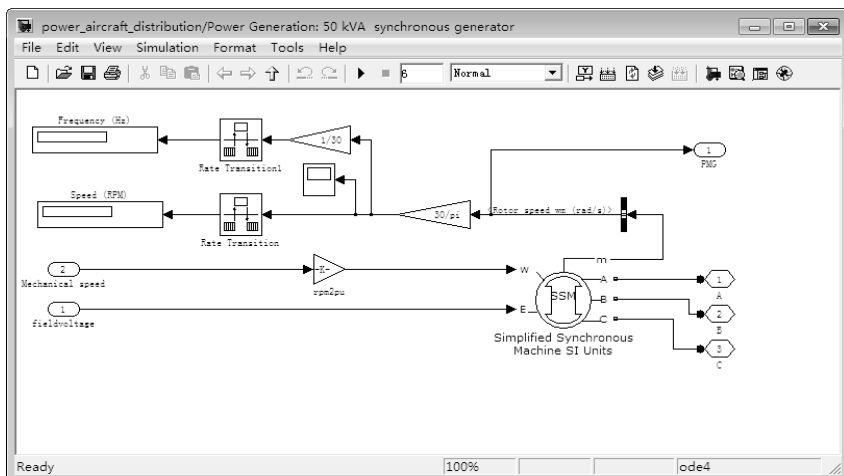 power_aircraft_distribution/Power Generation: 50 kVA synchronous generator
File Edit View Simulation Format Tools Help
6 Normal
Frequency (Hz)
1/30
Rate Transition1
1
PMG
Speed (RPM)
30/pi
<Rotor speed wm (rad/s)>
Rate Transition
2
Mechanical speed
-K-
rpm2pu
w
m
A
1
A
SSM
B
2
B
1
fieldvoltage
E
C
3
C
Simplified Synchronous
Machine SI Units
Ready 100% ode4